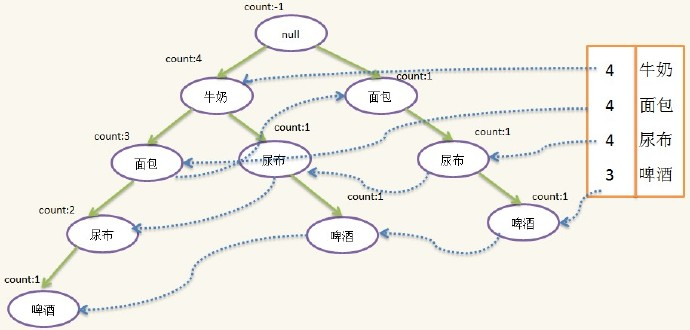 count:-1
null
count:4
牛奶
count:1
面包
count:3
面包
count:1
尿布
count:1
尿布
count:2
尿布
count:1
啤酒
count:1
啤酒
count:1
啤酒
4 牛奶
4 面包
4 尿布
3 啤酒